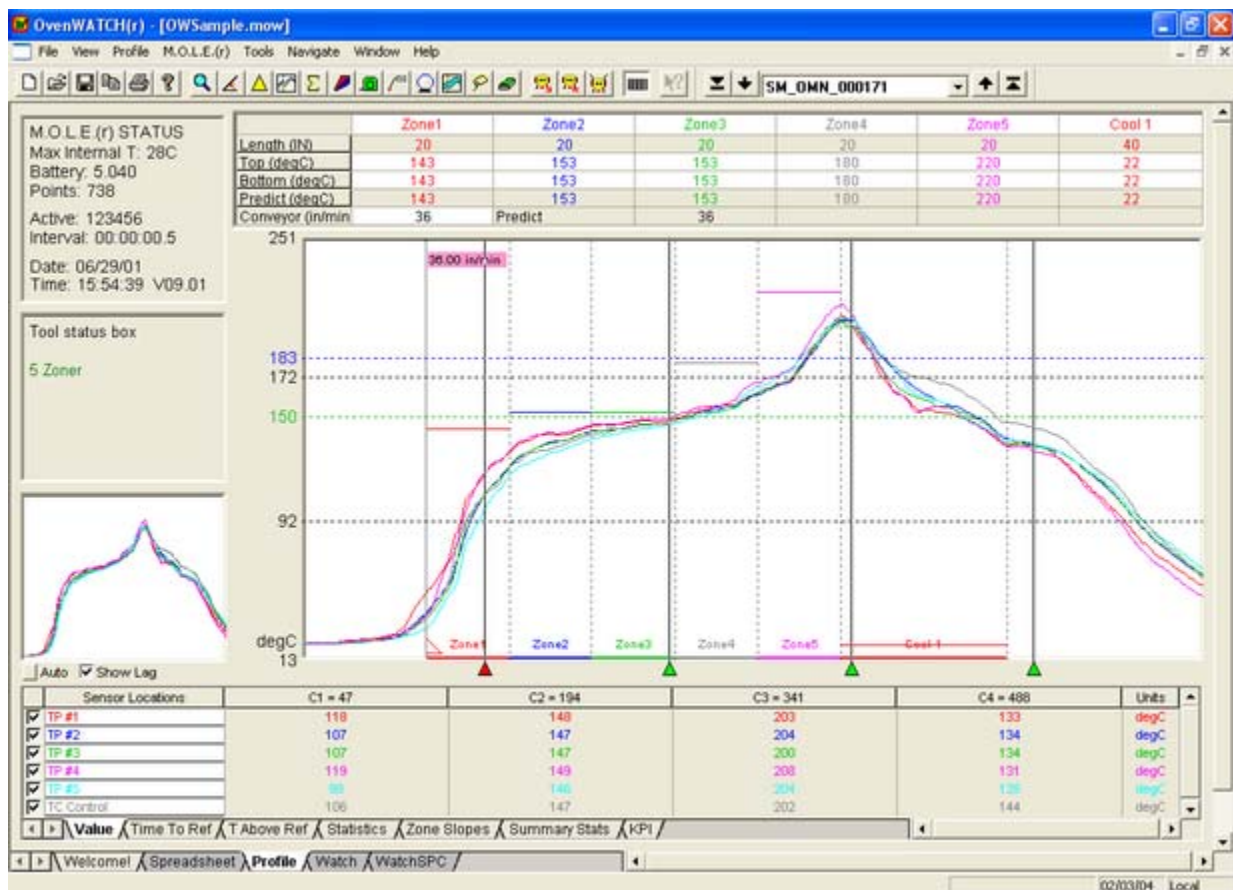 OvenWATCH(r) - [OWSample.mow]
File View Profile M.O.L.E.(r) Tools Navigate Window Help
SM_OMN_000171
M.O.L.E.(r) STATUS
Max Internal T: 28C
Battery: 5.040
Points: 738
Active: 123456
Interval: 00:00:00.5
Date: 06/29/01
Time: 15:54:39 V09.01
Zone1 Zone2 Zone3 Zone4 Zone5 Cool 1
Length (IN) 20 20 20 20 20 40
Top (degC) 143 153 153 180 220 22
Bottom (degC) 143 153 153 180 220 22
Predict (degC) 143 153 153 180 220 22
Conveyor (in/min 36 Predict 36
Tool status box
5 Zoner
251
36.00 in/min
183
172
150
92
degC
13
Zone1 Zone2 Zone3 Zone4 Zone5 Cool 1
Auto Show Lag
Sensor Locations C1 = 47 C2 = 194 C3 = 341 C4 = 488 Units
TP #1 118 148 203 133 degC
TP #2 107 147 204 134 degC
TP #3 107 147 200 134 degC
TP #4 119 149 208 131 degC
TP #5 146 204 degC
TC Control 106 147 202 144 degC
Value Time To Ref T Above Ref Statistics Zone Slopes Summary Stats KPI
Welcome! Spreadsheet Profile Watch WatchSPC
02/03/04 Local